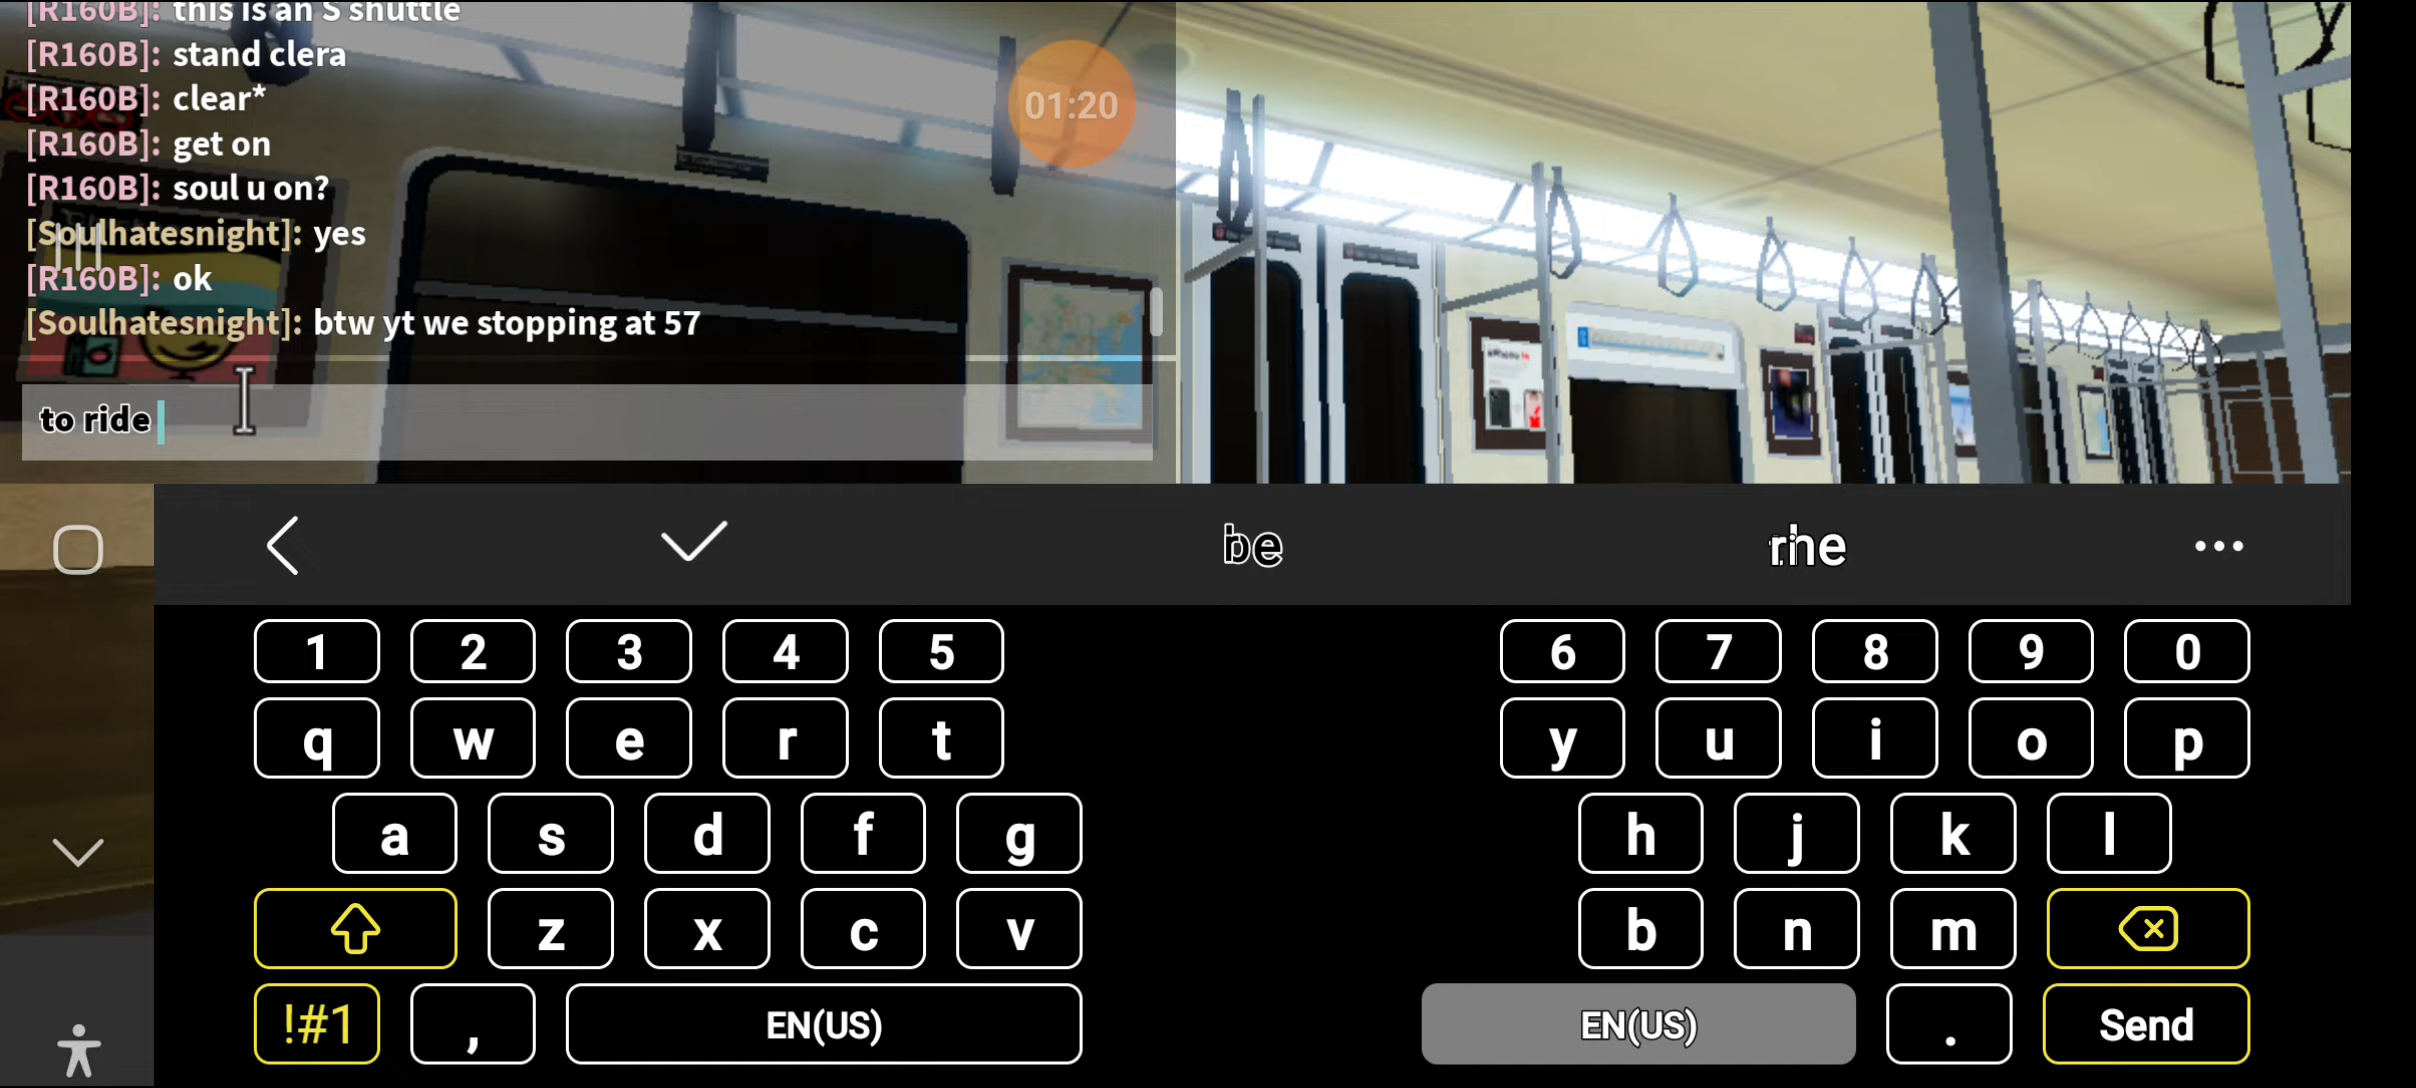 [R160B]: this is an S shuttle
[R160B]: stand clera
[R160B]: clear*
[R160B]: get on
[R160B]: soul u on?
[Soulhatesnight]: yes
[R160B]: ok
[Soulhatesnight]: btw yt we stopping at 57
01:20
to ride
be
1 2 3 4 5 6 7 8 9 0
q w e r t y u i o p
a s d f g h j k l
z x c v b n m
!#1 , EN(US) EN(US) . Send